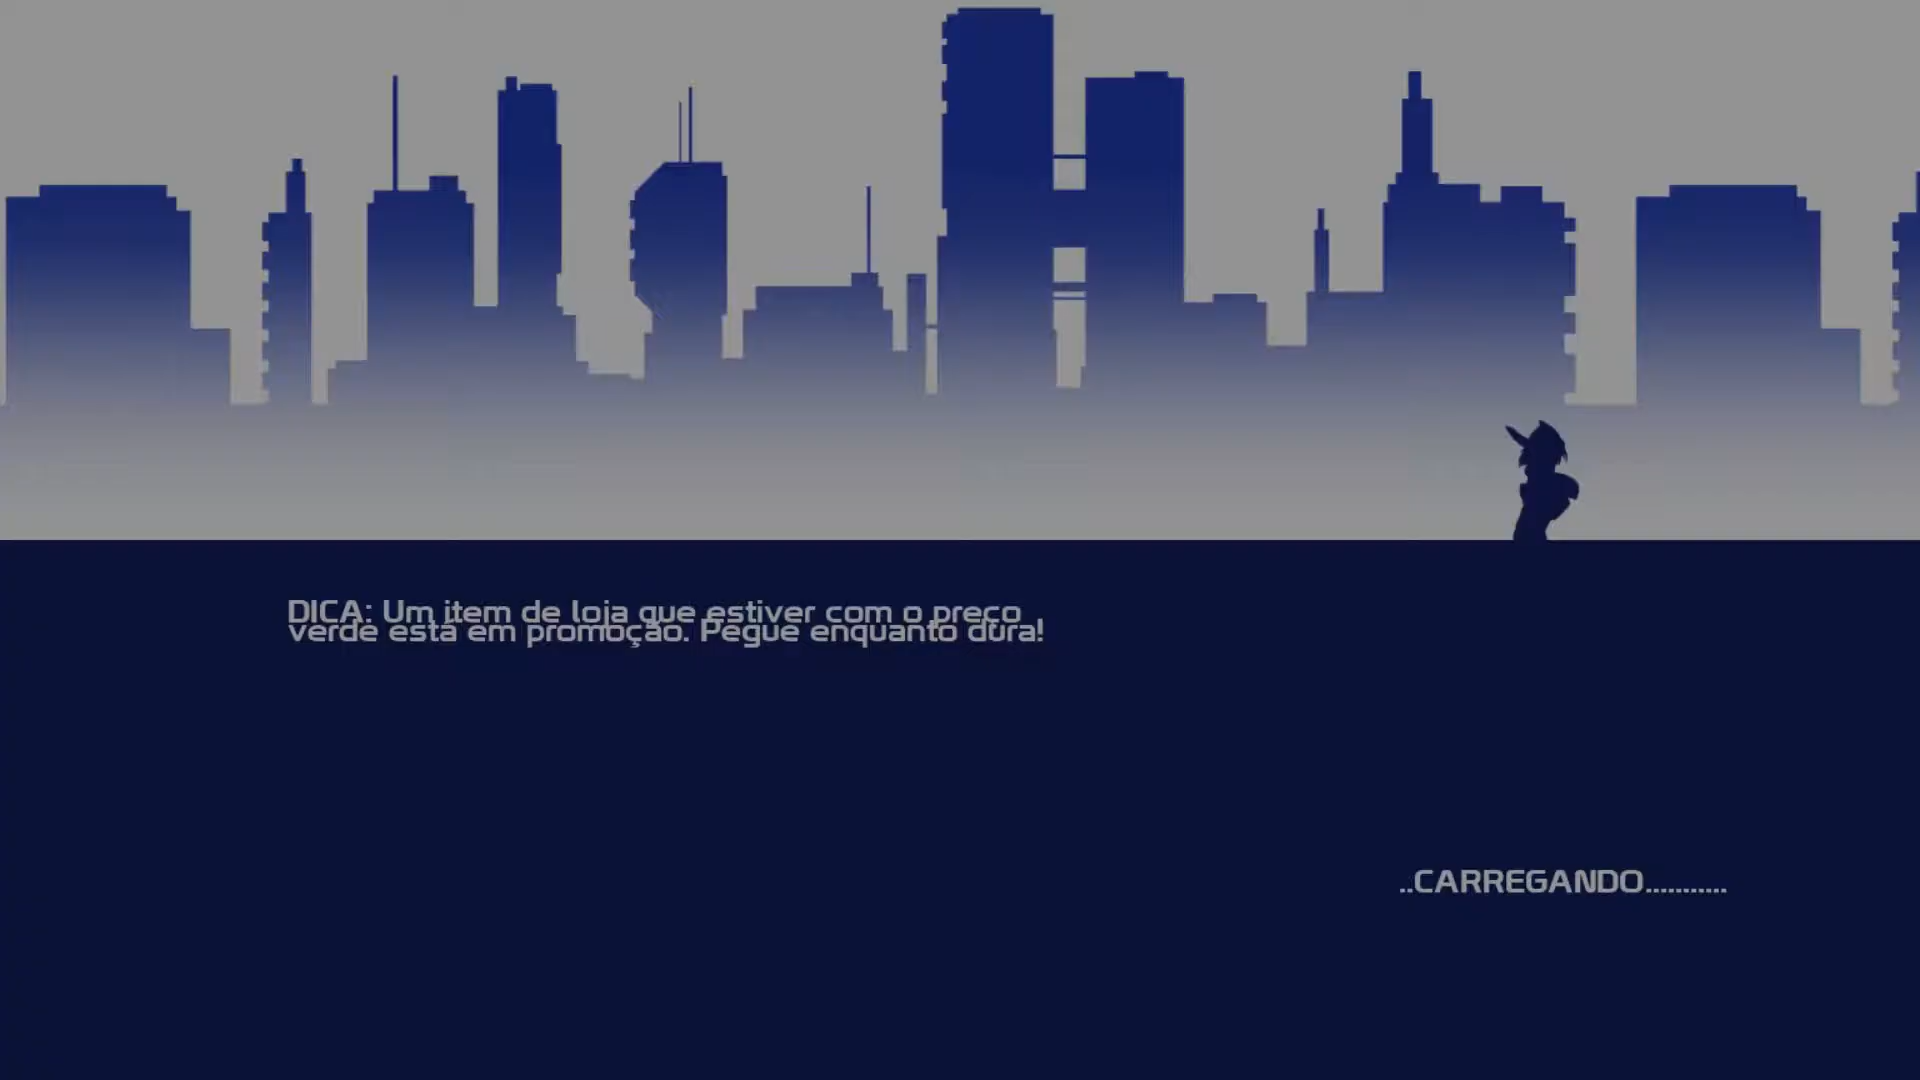 DICA: Um item de loja que estiver com o preço
verde está em promoção. Pegue enquanto dura!
..CARREGANDO...........